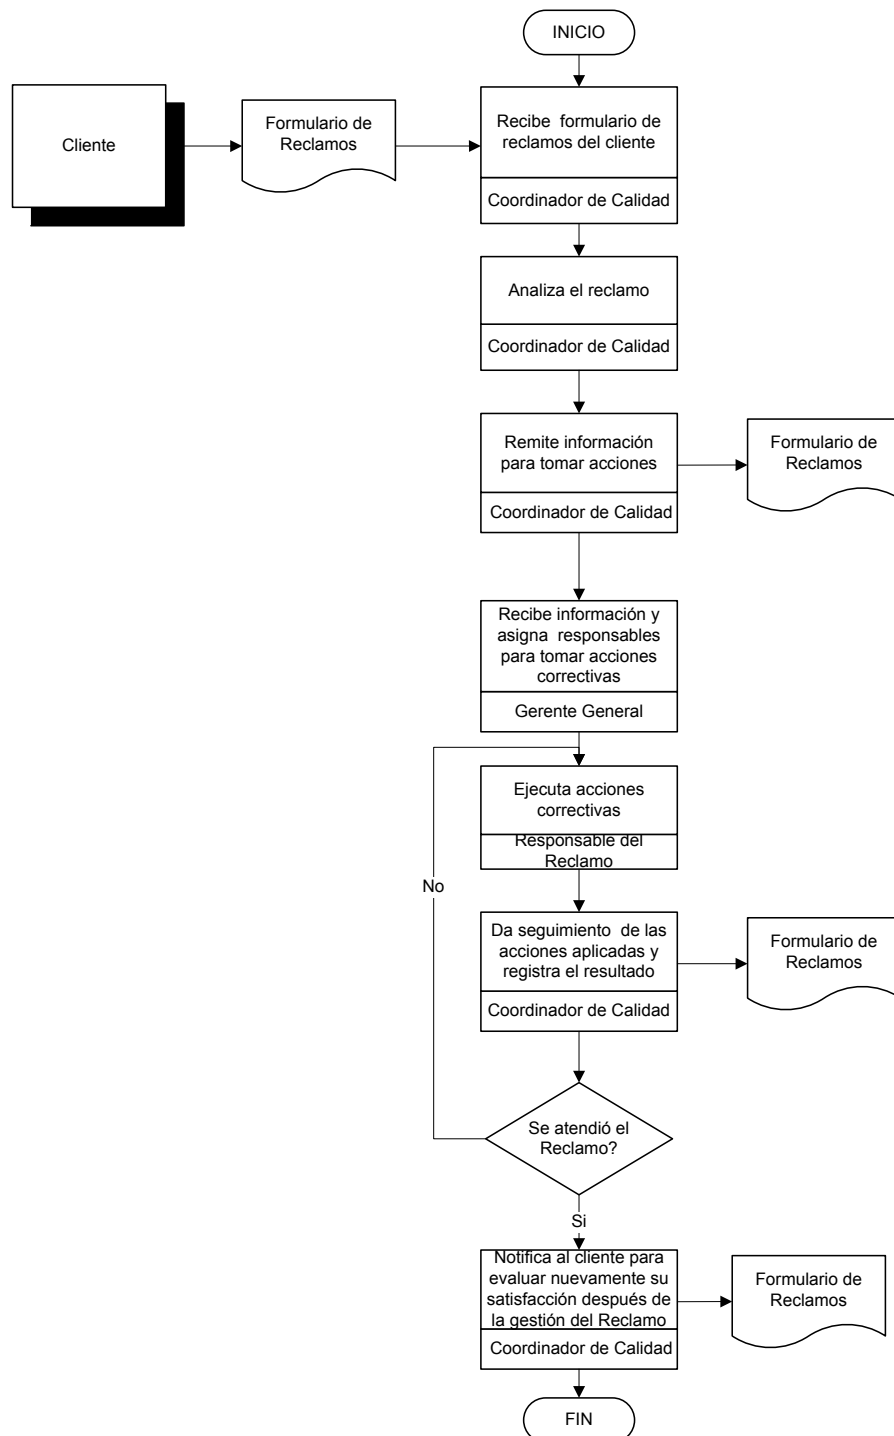 INICIO
Cliente
Formulario de
Reclamos
Recibe formulario de
reclamos del cliente
Coordinador de Calidad
Analiza el reclamo
Coordinador de Calidad
Remite información
para tomar acciones
Coordinador de Calidad
Formulario de
Reclamos
Recibe información y
asigna responsables
para tomar acciones
correctivas
Gerente General
Ejecuta acciones
correctivas
Responsable del
Reclamo
No
Da seguimiento de las
acciones aplicadas y
registra el resultado
Coordinador de Calidad
Formulario de
Reclamos
Se atendió el
Reclamo?
Si
Notifica al cliente para
evaluar nuevamente su
satisfacción después de
la gestión del Reclamo
Coordinador de Calidad
Formulario de
Reclamos
FIN